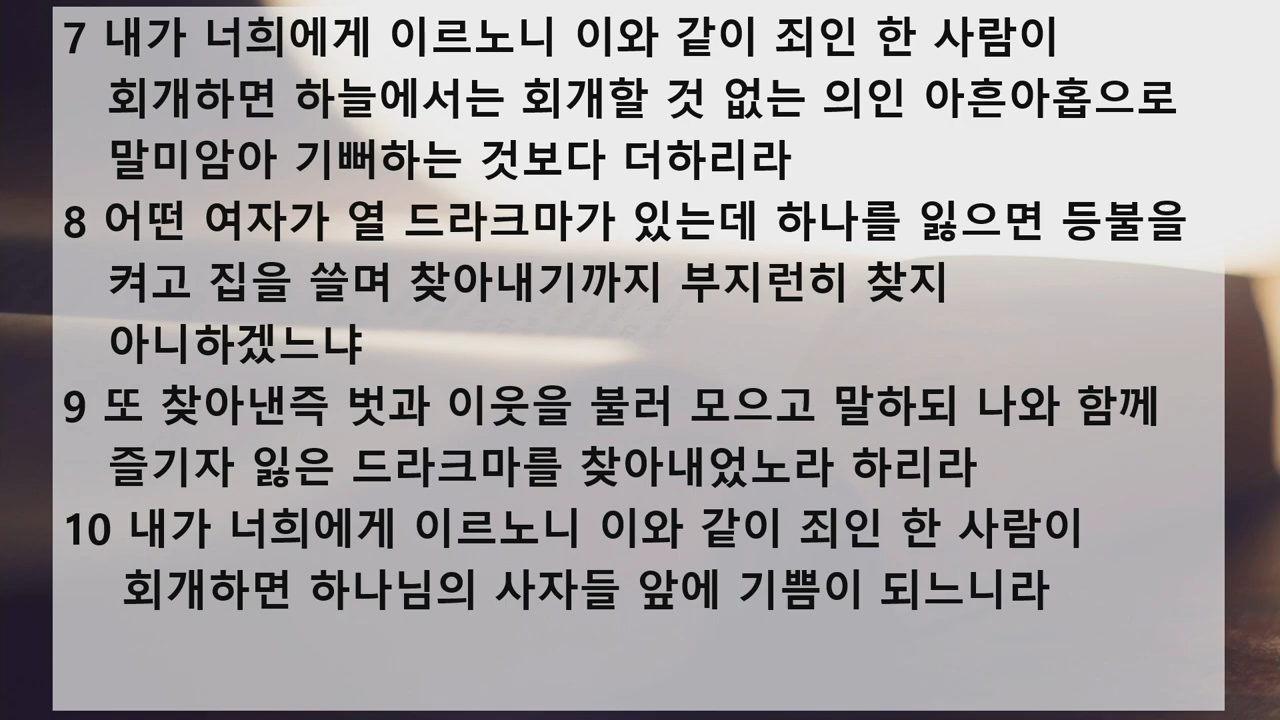 7 내가 너희에게 이르노니 이와 같이 죄인 한 사람이
회개하면 하늘에서는 회개할 것 없는 의인 아흔아홉으로
말미암아 기뻐하는 것보다 더하리라
8 어떤 여자가 열 드라크마가 있는데 하나를 잃으면 등불을
켜고 집을 쓸며 찾아내기까지 부지런히 찾지
아니하겠느냐
9 또 찾아낸즉 벗과 이웃을 불러 모으고 말하되 나와 함께
즐기자 잃은 드라크마를 찾아내었노라 하리라
10 내가 너희에게 이르노니 이와 같이 죄인 한 사람이
회개하면 하나님의 사자들 앞에 기쁨이 되느니라